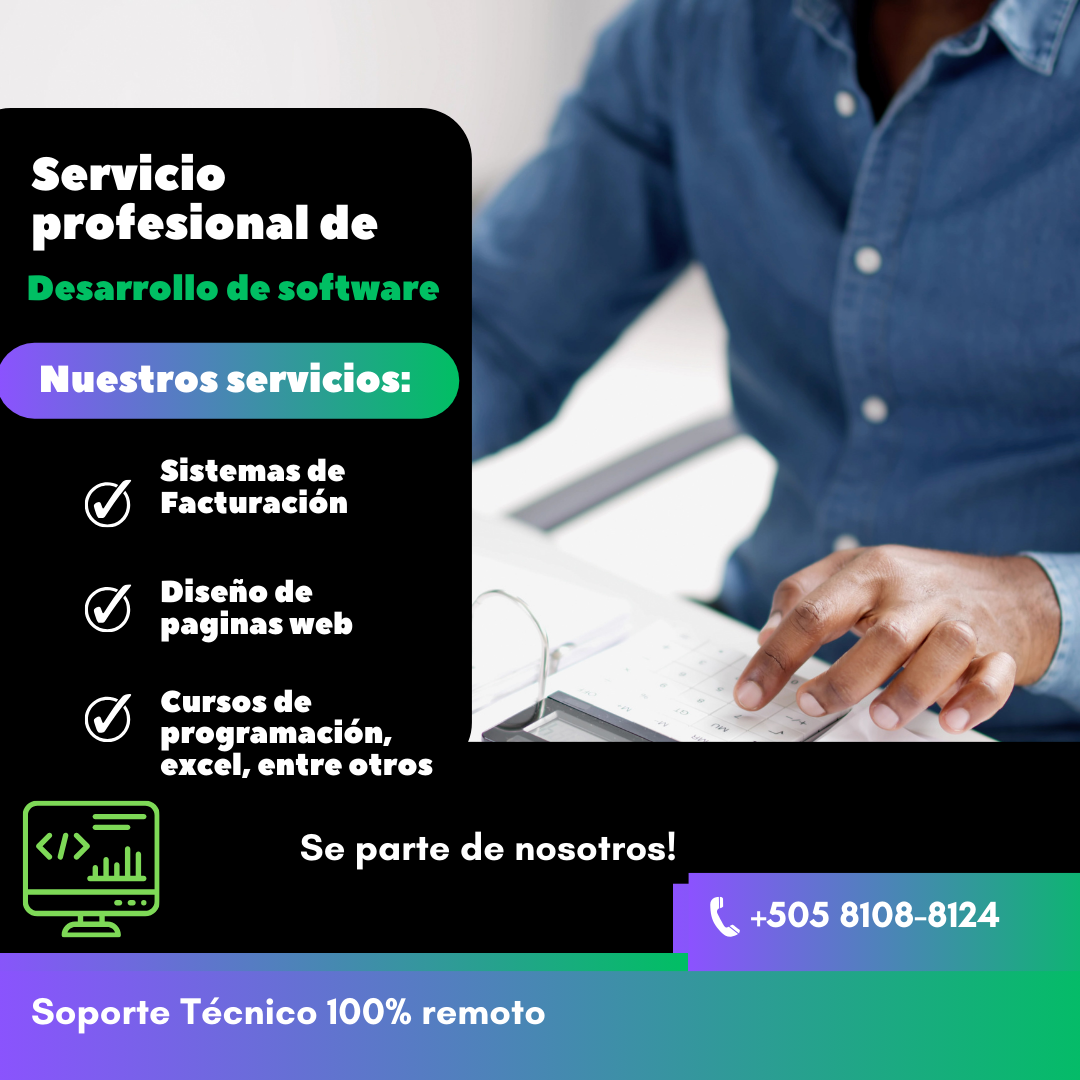 Servicio
profesional de
Desarrollo de software
Nuestros servicios:
Sistemas de
Facturación
Diseño de
paginas web
Cursos de
programación,
excel, entre otros
</>
Se parte de nosotros!
+505 8108-8124
Soporte Técnico 100% remoto